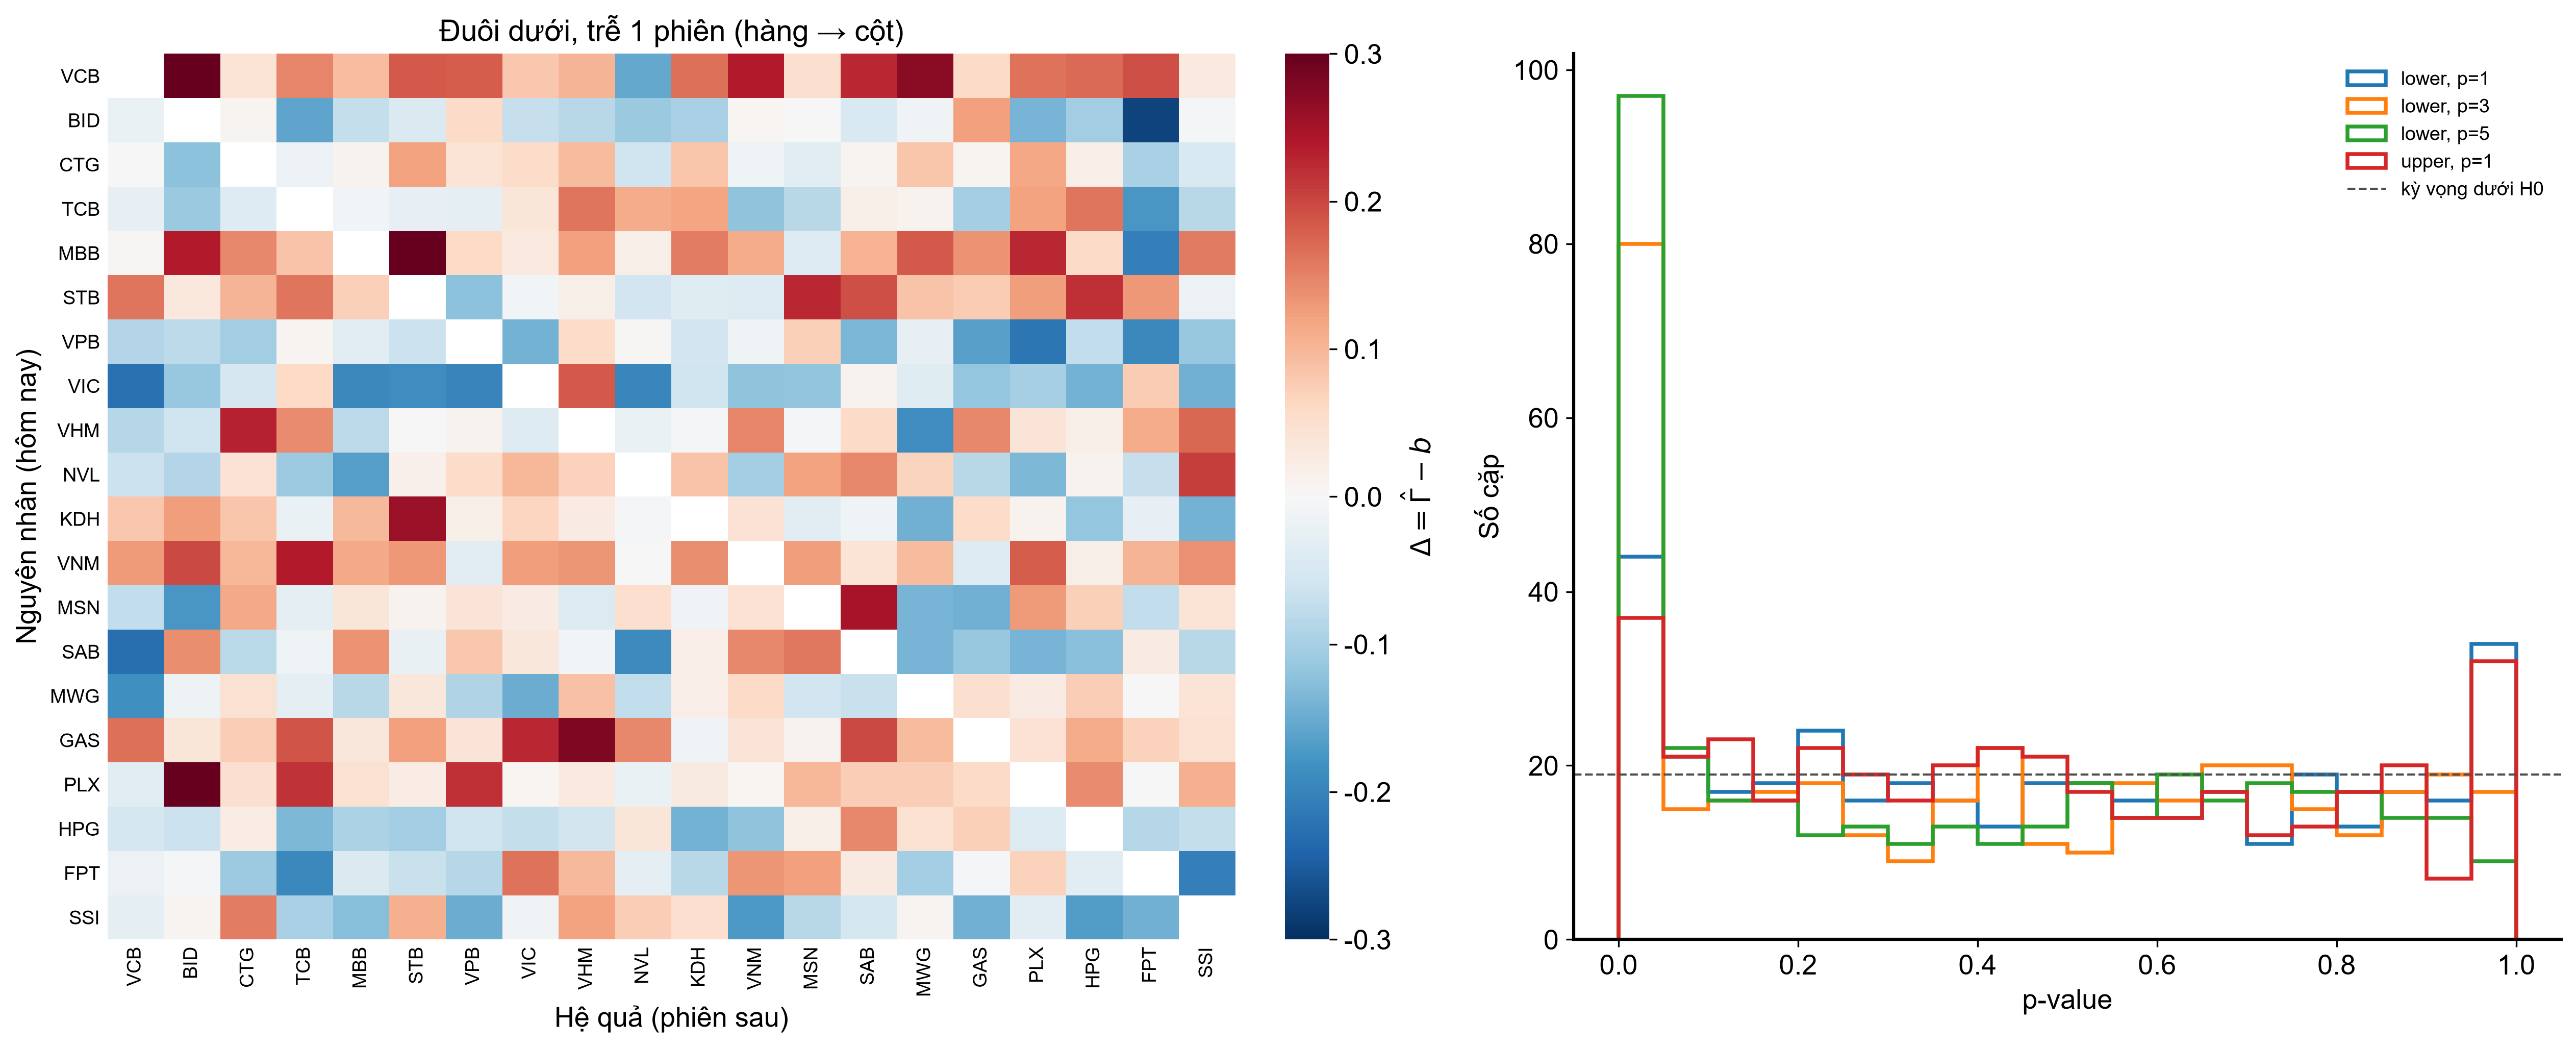 Đuôi dưới, trễ 1 phiên (hàng → cột)
Nguyên nhân (hôm nay)
VCB
BID
CTG
TCB
MBB
STB
VPB
VIC
VHM
NVL
KDH
VNM
MSN
SAB
MWG
GAS
PLX
HPG
FPT
SSI
VCB BID CTG TCB MBB STB VPB VIC VHM NVL KDH VNM MSN SAB MWG GAS PLX HPG FPT SSI
Hệ quả (phiên sau)
0.3
0.2
0.1
0.0
-0.1
-0.2
-0.3
Δ = Γ̂ − b
Số cặp
100
80
60
40
20
0
0.0 0.2 0.4 0.6 0.8 1.0
p-value
lower, p=1
lower, p=3
lower, p=5
upper, p=1
kỳ vọng dưới H0